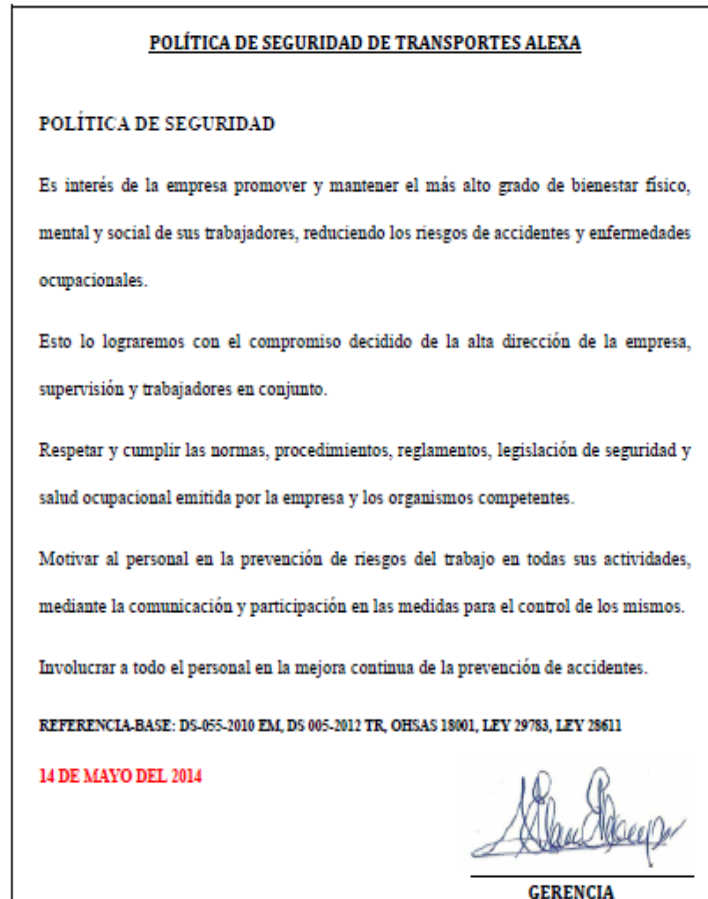 POLÍTICA DE SEGURIDAD DE TRANSPORTES ALEXA
POLÍTICA DE SEGURIDAD
Es interés de la empresa promover y mantener el más alto grado de bienestar físico,
mental y social de sus trabajadores, reduciendo los riesgos de accidentes y enfermedades
ocupacionales.
Esto lo lograremos con el compromiso decidido de la alta dirección de la empresa,
supervisión y trabajadores en conjunto.
Respetar y cumplir las normas, procedimientos, reglamentos, legislación de seguridad y
salud ocupacional emitida por la empresa y los organismos competentes.
Motivar al personal en la prevención de riesgos del trabajo en todas sus actividades,
mediante la comunicación y participación en las medidas para el control de los mismos.
Involucrar a todo el personal en la mejora continua de la prevención de accidentes.
REFERENCIA-BASE: DS-055-2010 EM, DS 005-2012 TR, OHSAS 18001, LEY 29783, LEY 28611
14 DE MAYO DEL 2014
GERENCIA